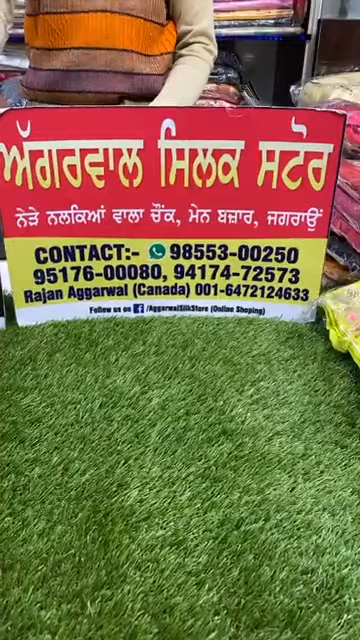 ਅੱਗਰਵਾਲ ਸਿਲਕ ਸਟੋਰ
ਨੇੜੇ ਨਲਕਿਆਂ ਵਾਲਾ ਚੌਂਕ, ਮੇਨ ਬਜ਼ਾਰ, ਜਗਰਾਉਂ
CONTACT:- 98553-00250
95176-00080, 94174-72573
Rajan Aggarwal (Canada) 001-6472124633
Follow us on f/AggarwalSilkStore (Online Shoping)